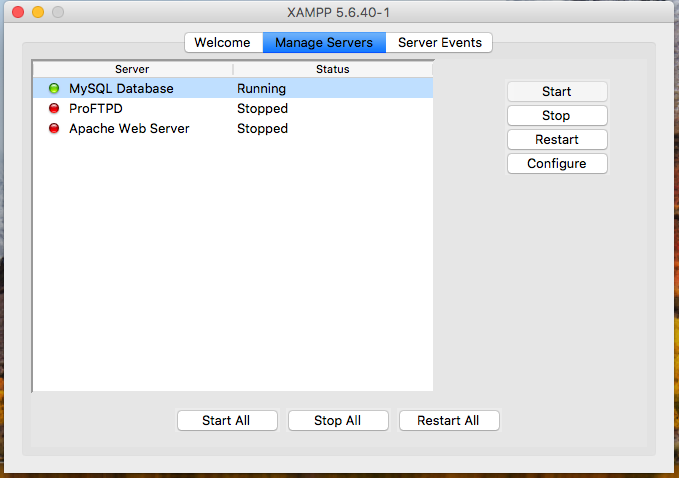 XAMPP 5.6.40-1
Welcome Manage Servers Server Events
Server Status
MySQL Database Running
ProFTPD Stopped
Apache Web Server Stopped
Start
Stop
Restart
Configure
Start All Stop All Restart All